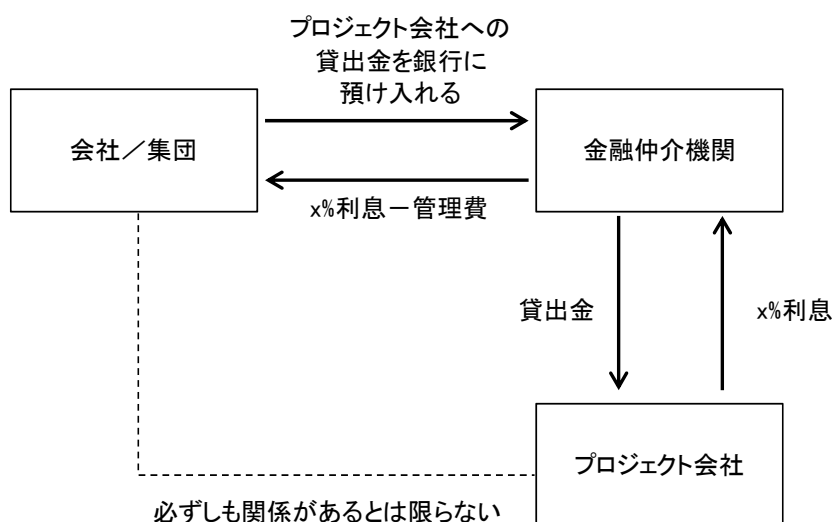 プロジェクト会社への
貸出金を銀行に
預け入れる
会社／集団
金融仲介機関
x%利息－管理費
貸出金
x%利息
プロジェクト会社
必ずしも関係があるとは限らない